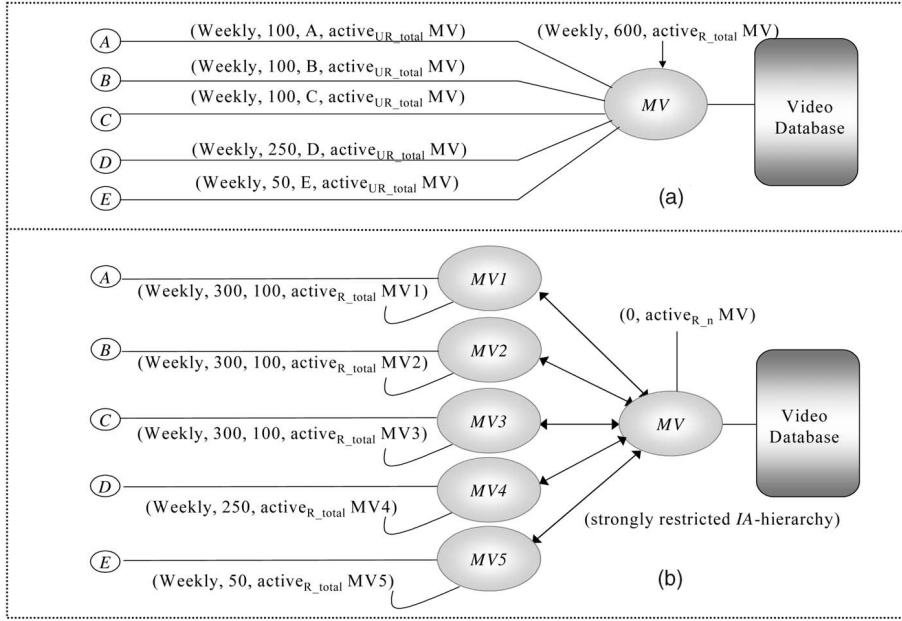 A
(Weekly, 100, A, active_UR_total MV)
(Weekly, 600, active_R_total MV)
B
(Weekly, 100, B, active_UR_total MV)
C
(Weekly, 100, C, active_UR_total MV)
MV
Video
Database
D
(Weekly, 250, D, active_UR_total MV)
E
(Weekly, 50, E, active_UR_total MV)
(a)
A
MV1
(Weekly, 300, 100, active_R_total MV1)
(0, active_R_n MV)
B
MV2
(Weekly, 300, 100, active_R_total MV2)
C
MV3
(Weekly, 300, 100, active_R_total MV3)
MV
Video
Database
D
MV4
(Weekly, 250, active_R_total MV4)
(strongly restricted IA-hierarchy)
E
MV5
(Weekly, 50, active_R_total MV5)
(b)